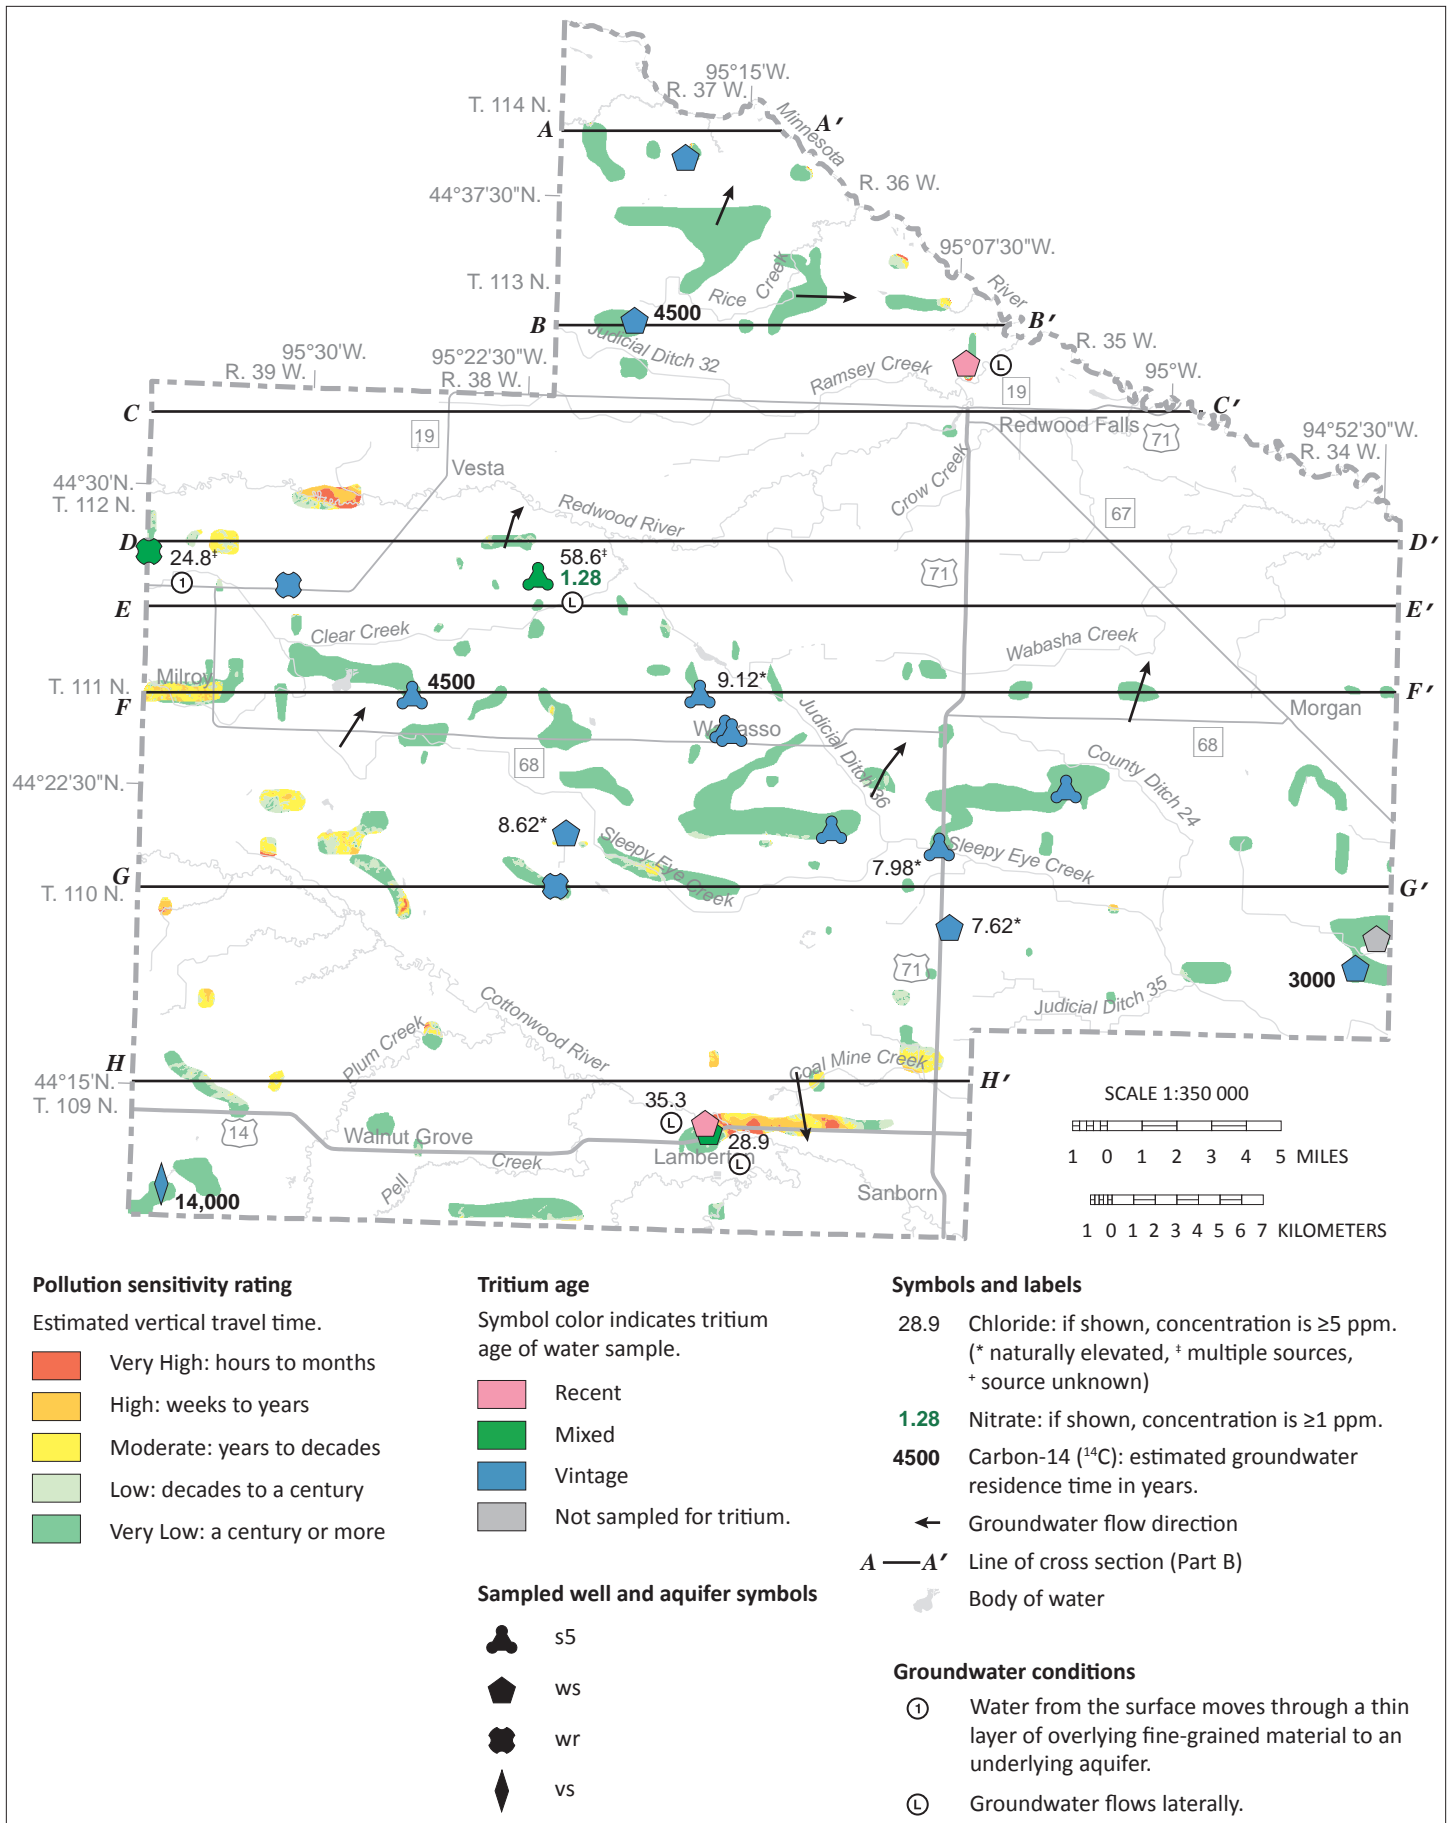 95°15'W.
R. 37 W.
T. 114 N.
A
A′
Minnesota
R. 36 W.
44°37'30"N.
95°07'30"W.
T. 113 N.
Rice
Creek
River
4500
B
B′
Judicial Ditch 32
R. 35 W.
95°30'W.
95°22'30"W.
R. 39 W.
R. 38 W.
Ramsey Creek
L
95°W.
19
C
C′
Redwood Falls
19
71
94°52'30"W.
R. 34 W.
Vesta
44°30'N.
T. 112 N.
Crow Creek
Redwood River
67
D
D′
24.8‡
58.6‡
1
1.28
71
L
E
E′
Clear Creek
Wabasha Creek
Milroy
T. 111 N.
4500
9.12*
F
F′
Morgan
Wabasso
Judicial Ditch 36
68
68
County Ditch 24
44°22'30"N.
8.62*
Sleepy Eye Creek
7.98*
Sleepy Eye Creek
G
T. 110 N.
G′
7.62*
71
3000
Judicial Ditch 35
Cottonwood River
Plum Creek
Coal Mine Creek
H
H′
44°15'N.
T. 109 N.
SCALE 1:350 000
35.3
L
14
Walnut Grove
28.9
Lamberton
L
1 0 1 2 3 4 5 MILES
Creek
Pell
Sanborn
14,000
1 0 1 2 3 4 5 6 7 KILOMETERS
Pollution sensitivity rating
Estimated vertical travel time.
Very High: hours to months
High: weeks to years
Moderate: years to decades
Low: decades to a century
Very Low: a century or more
Tritium age
Symbol color indicates tritium
age of water sample.
Recent
Mixed
Vintage
Not sampled for tritium.
Sampled well and aquifer symbols
s5
ws
wr
vs
Symbols and labels
28.9 Chloride: if shown, concentration is ≥5 ppm.
(* naturally elevated, ‡ multiple sources,
+ source unknown)
1.28 Nitrate: if shown, concentration is ≥1 ppm.
4500 Carbon-14 (¹⁴C): estimated groundwater
residence time in years.
Groundwater flow direction
A A′ Line of cross section (Part B)
Body of water
Groundwater conditions
1 Water from the surface moves through a thin
layer of overlying fine-grained material to an
underlying aquifer.
L Groundwater flows laterally.